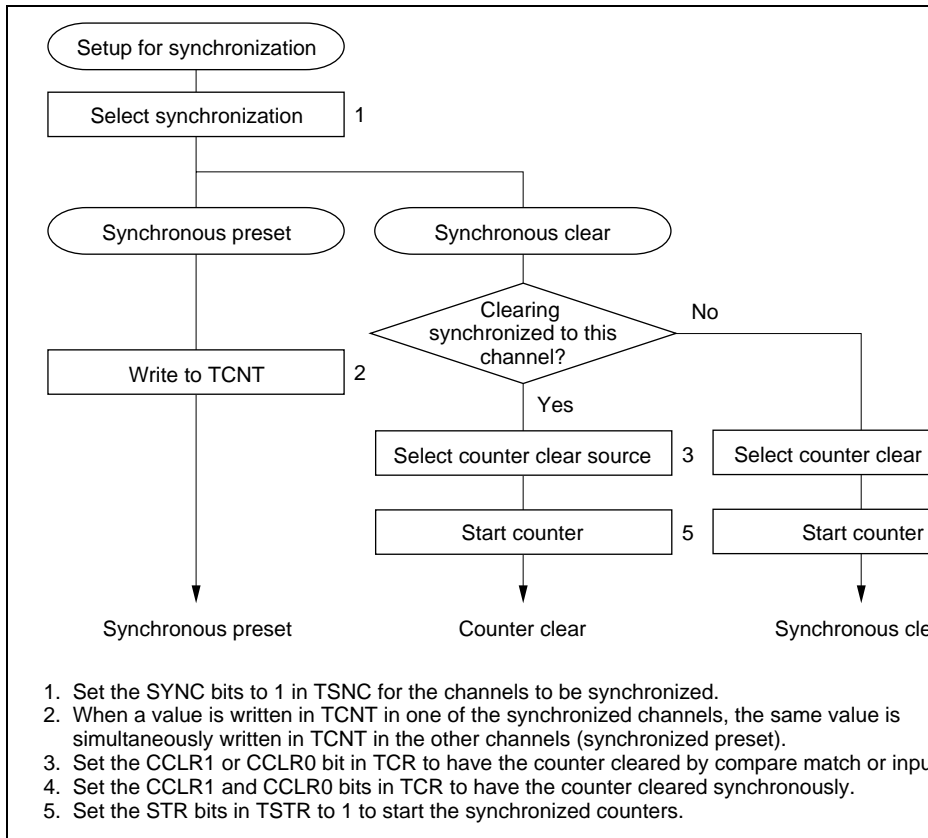 Setup for synchronization
Select synchronization 1
Synchronous preset
Synchronous clear
Clearing
synchronized to this
channel?
No
Write to TCNT 2
Yes
Select counter clear source 3
Select counter clear
Start counter 5
Start counter
Synchronous preset
Counter clear
Synchronous
1. Set the SYNC bits to 1 in TSNC for the channels to be synchronized.
2. When a value is written in TCNT in one of the synchronized channels, the same value is
simultaneously written in TCNT in the other channels (synchronized preset).
3. Set the CCLR1 or CCLR0 bit in TCR to have the counter cleared by compare match or
4. Set the CCLR1 and CCLR0 bits in TCR to have the counter cleared synchronously.
5. Set the STR bits in TSTR to 1 to start the synchronized counters.